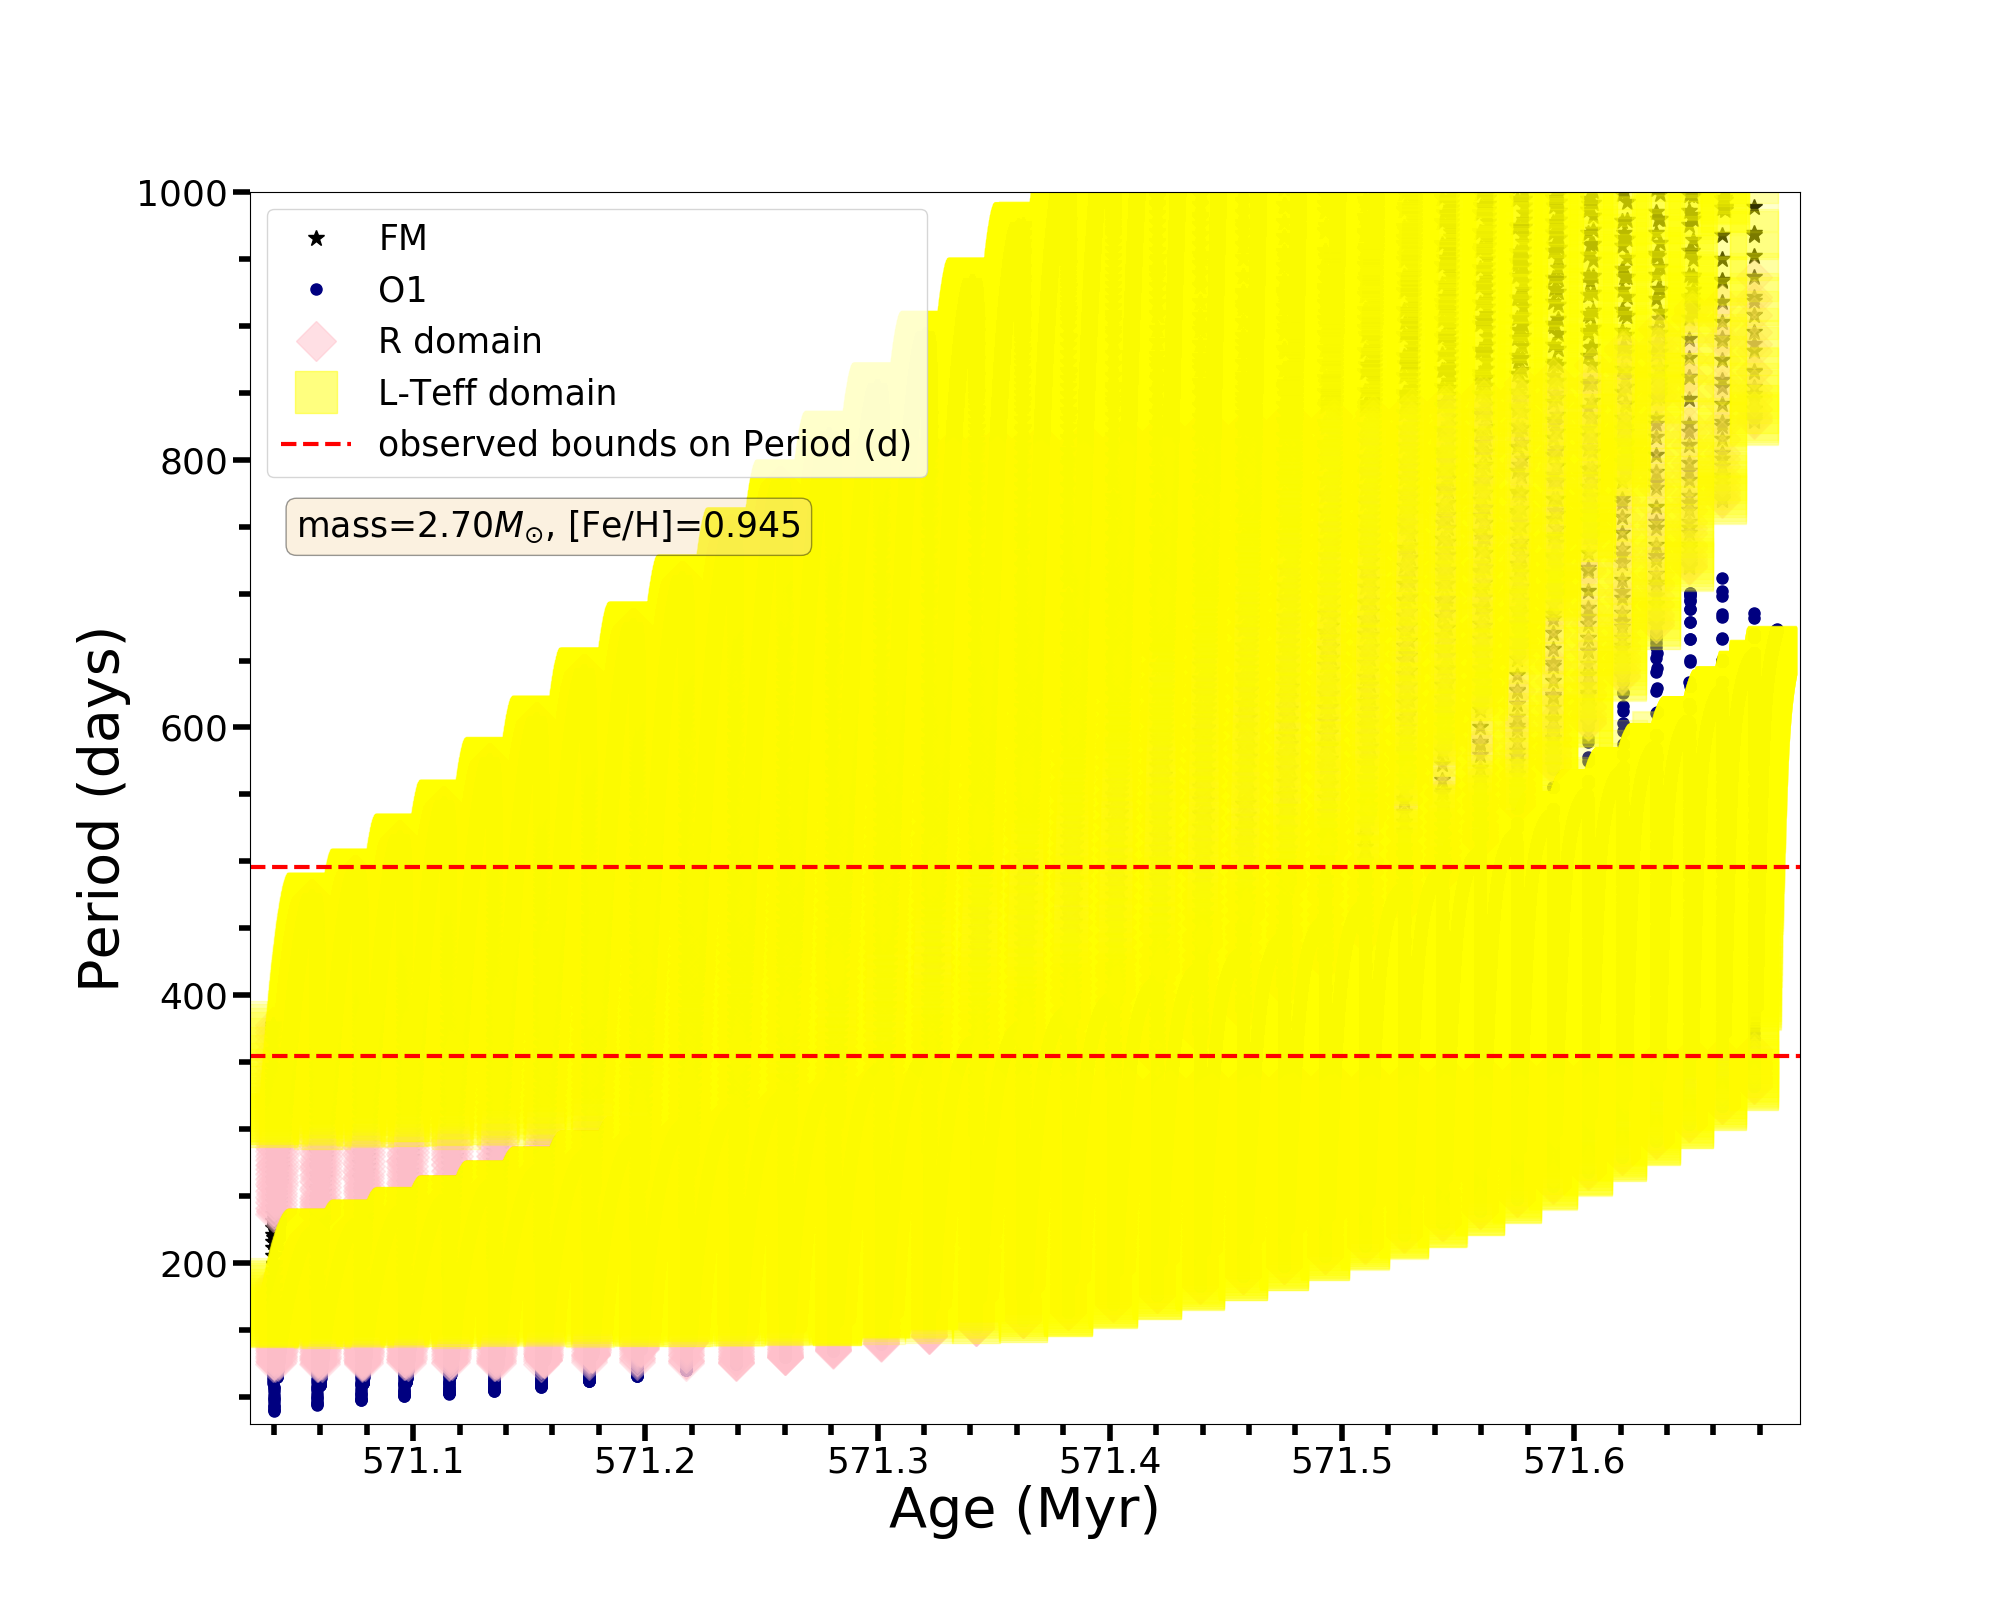 1000
800
600
400
200
Period (days)
FM
O1
R domain
L-Teff domain
observed bounds on Period (d)
mass=2.70M⊙, [Fe/H]=0.945
571.1 571.2 571.3 571.4 571.5 571.6
Age (Myr)